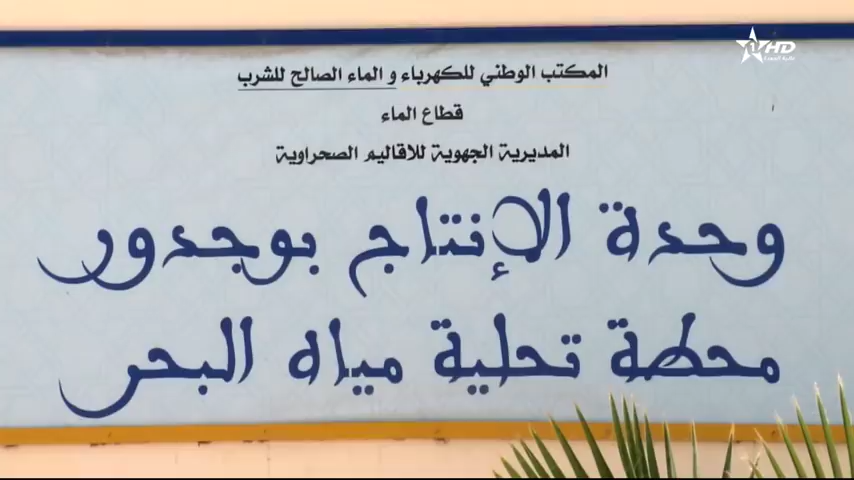 HD
المكتب الوطني للكهرباء و الماء الصالح للشرب
قطاع الماء
المديرية الجهوية للاقاليم الصحراوية
وحدة الإنتاج بوجدور
محطة تحلية مياه البحر